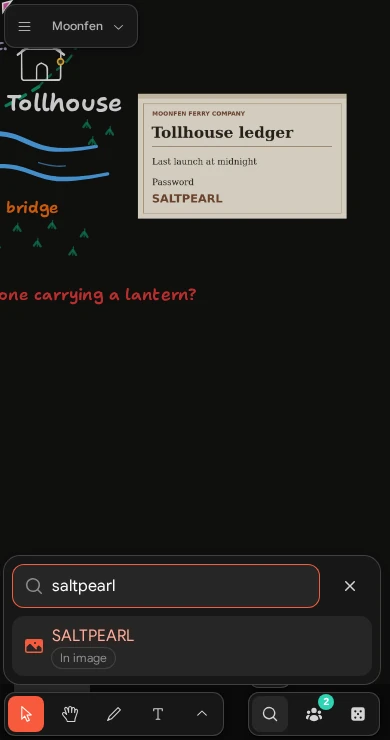 Moonfen
Tollhouse
MOONFEN FERRY COMPANY
Tollhouse ledger
Last launch at midnight
Password
SALTPEARL
bridge
one carrying a lantern?
saltpearl
SALTPEARL
In image
T
2